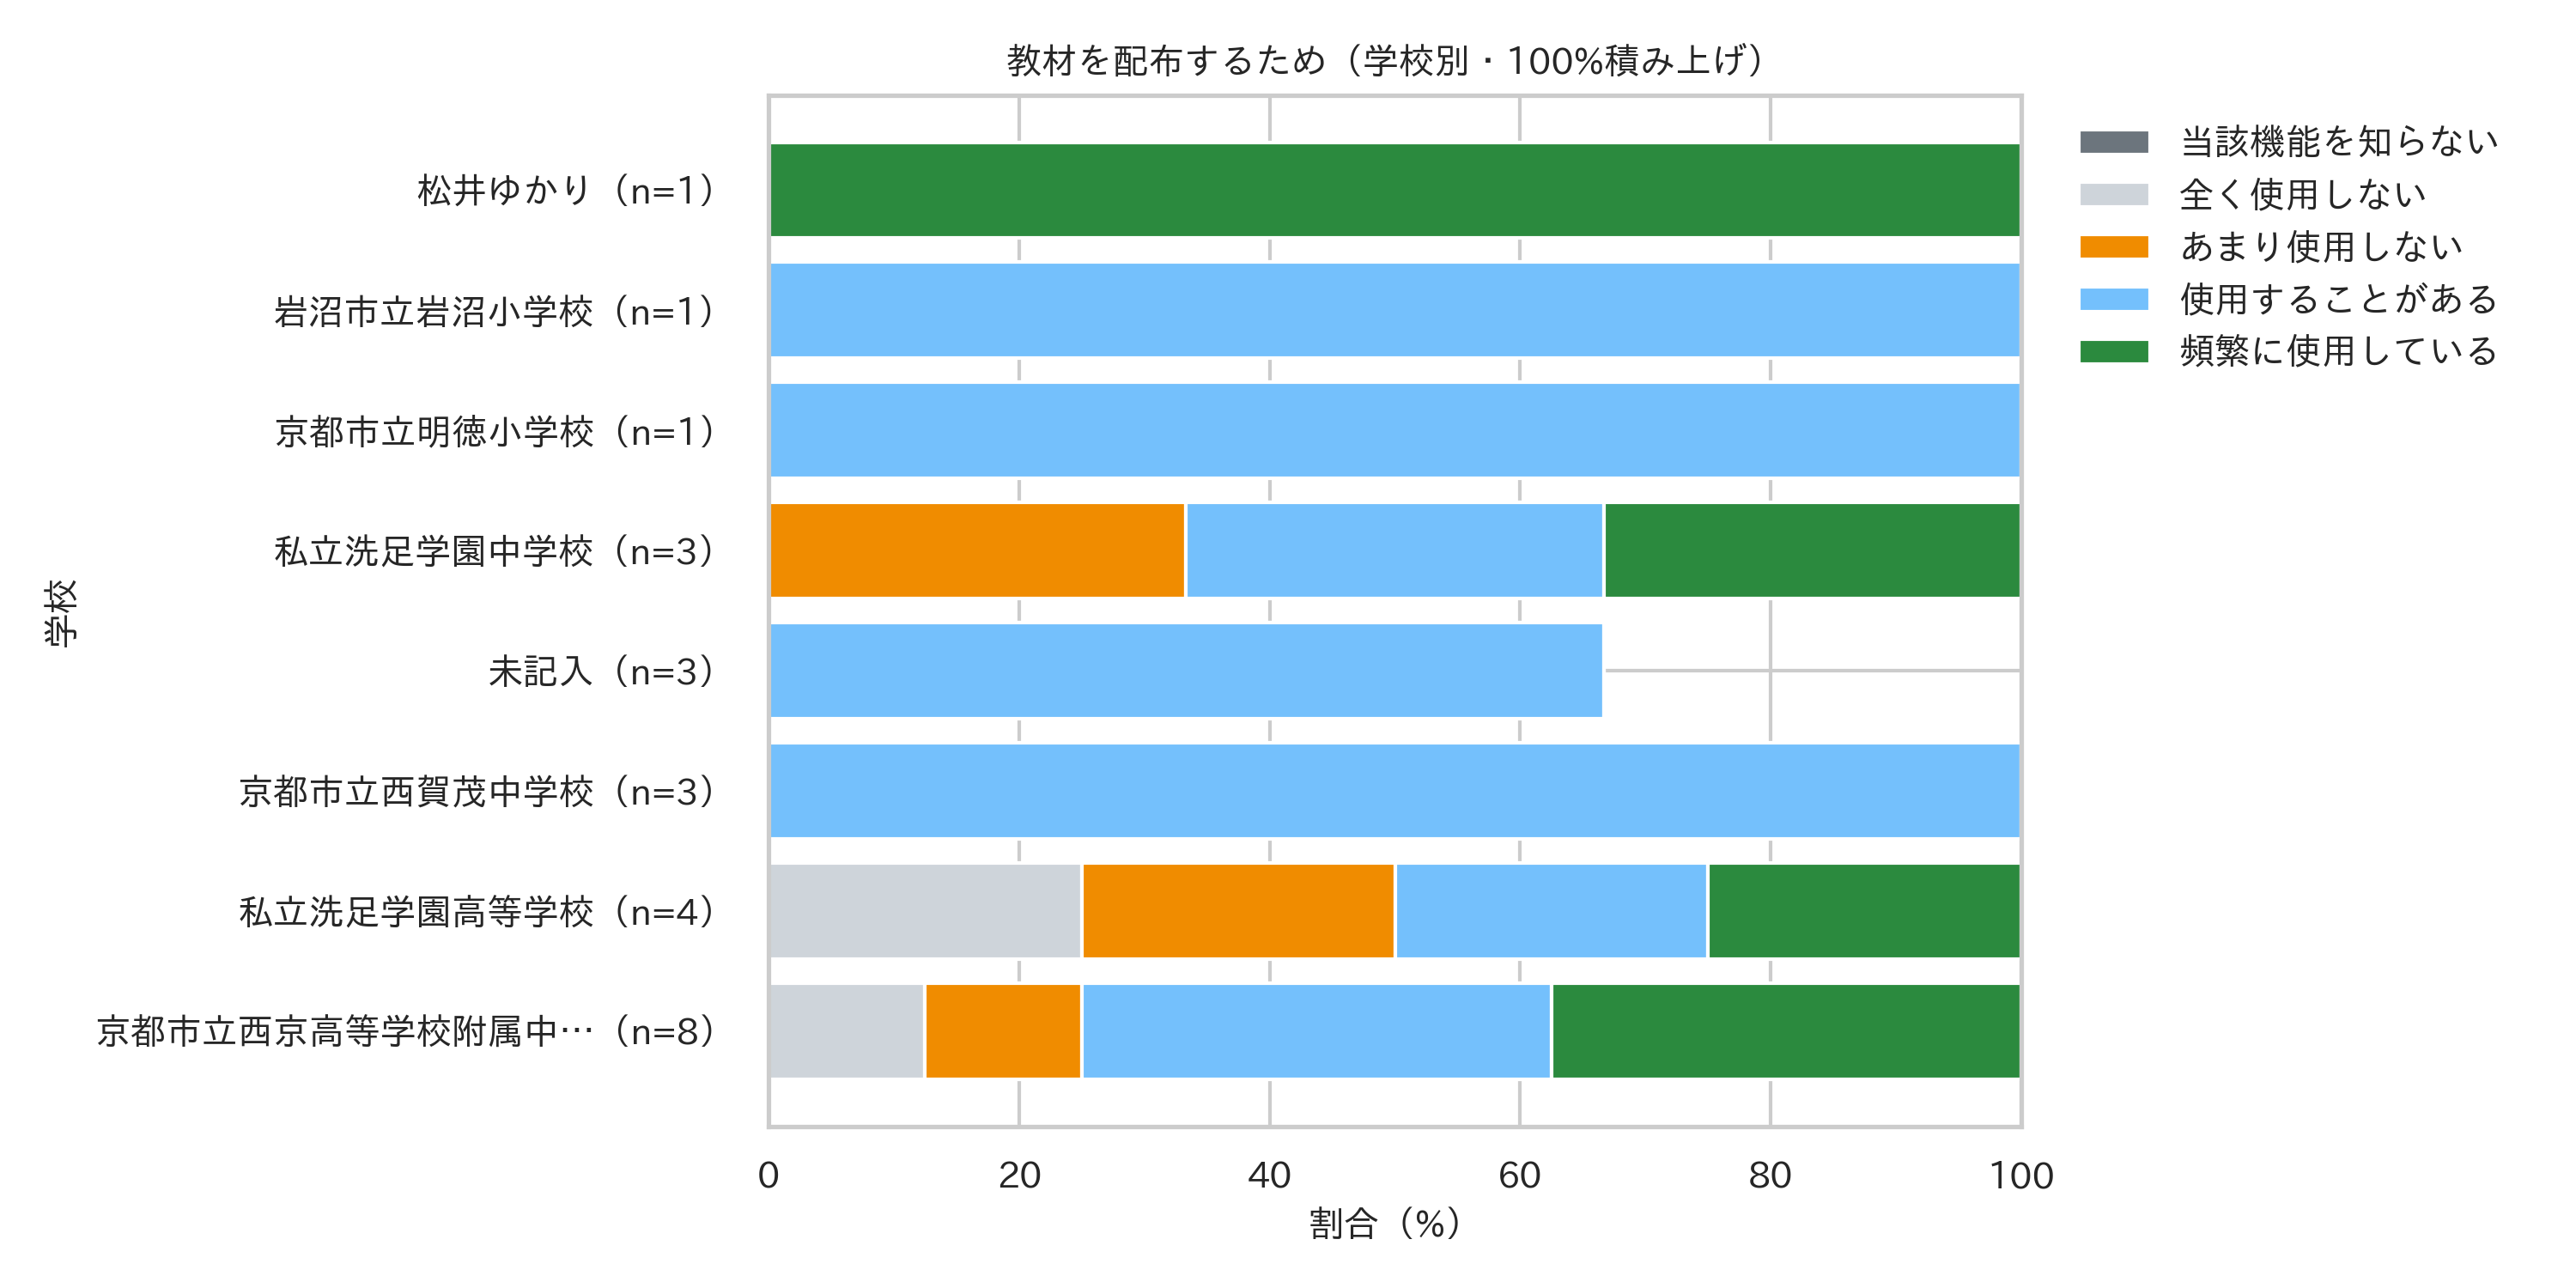 教材を配布するため（学校別・100%積み上げ）
当該機能を知らない
全く使用しない
あまり使用しない
使用することがある
頻繁に使用している
学校
松井ゆかり（n=1）
岩沼市立岩沼小学校（n=1）
京都市立明徳小学校（n=1）
私立洗足学園中学校（n=3）
未記入（n=3）
京都市立西賀茂中学校（n=3）
私立洗足学園高等学校（n=4）
京都市立西京高等学校附属中…（n=8）
0 20 40 60 80 100
割合（%）